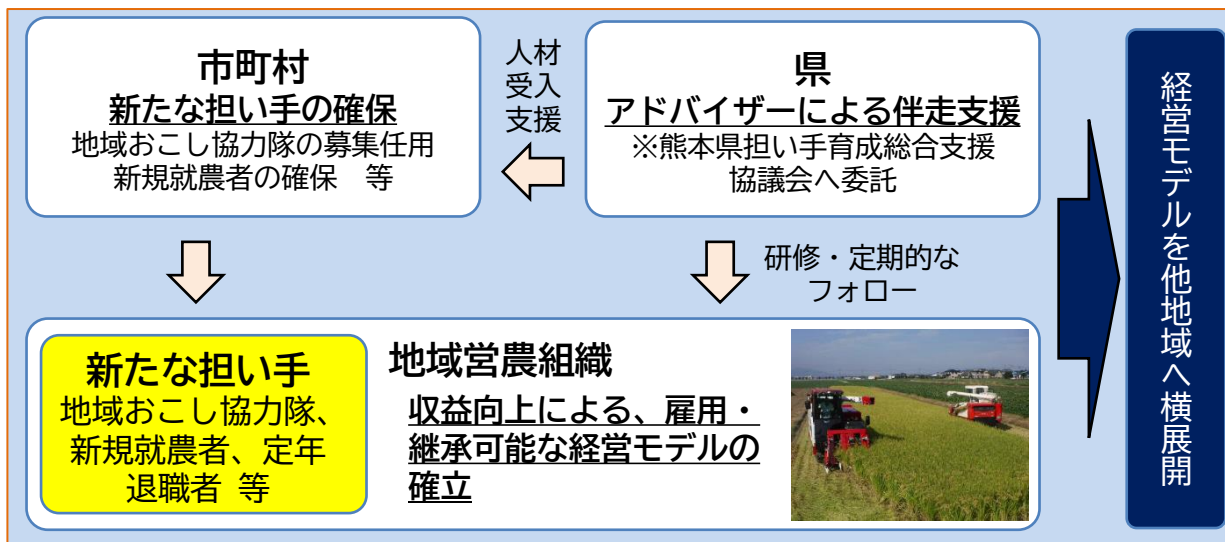 市町村
新たな担い手の確保
地域おこし協力隊の募集任用
新規就農者の確保　等
人材
受入
支援
県
アドバイザーによる伴走支援
※熊本県担い手育成総合支援
協議会へ委託
研修・定期的な
フォロー
新たな担い手
地域おこし協力隊、
新規就農者、定年
退職者 等
地域営農組織
収益向上による、雇用・
継承可能な経営モデルの
確立
経営モデルを他地域へ横展開